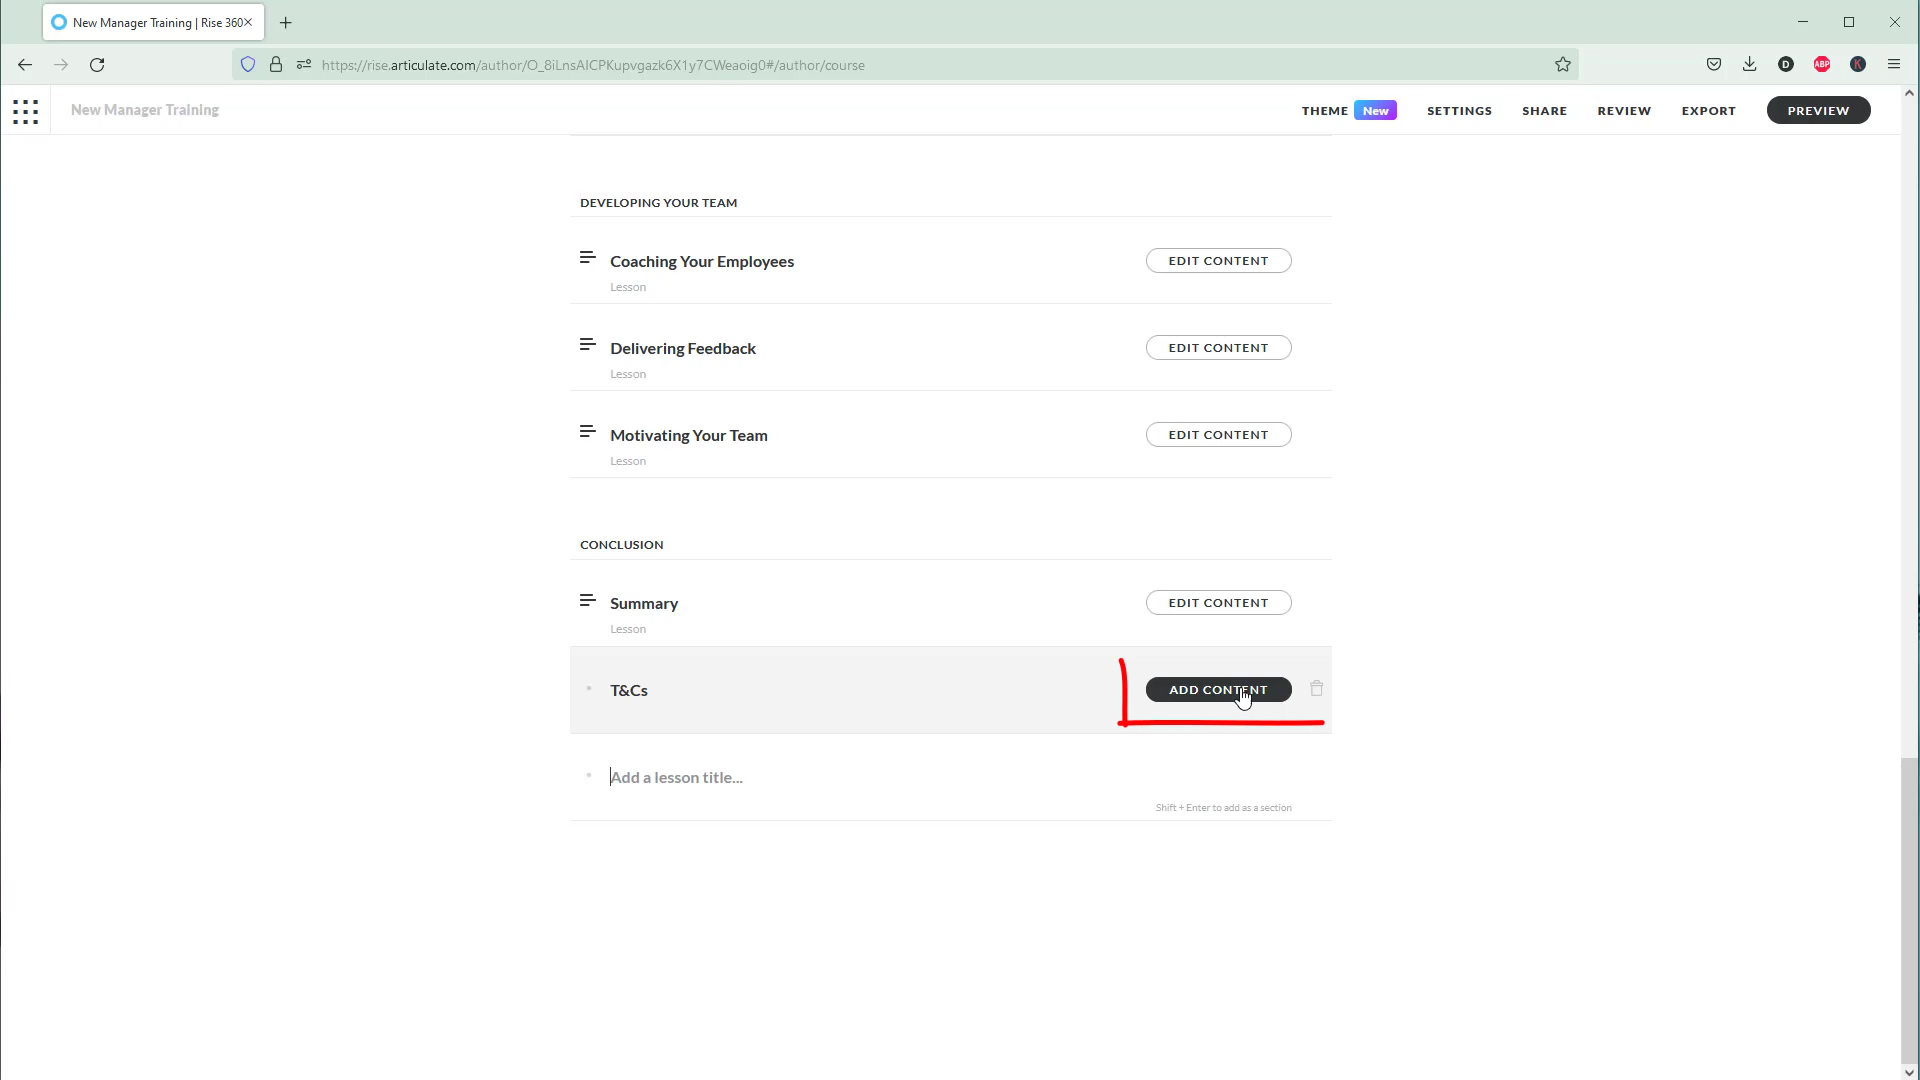 New Manager Training | Rise 360
https://rise.articulate.com/author/O_8iLnsAICPKupvgazk6X1y7CWeaoig0#/author/course
D
ABP
K
New Manager Training
THEME New SETTINGS SHARE REVIEW EXPORT PREVIEW
DEVELOPING YOUR TEAM
Coaching Your Employees EDIT CONTENT
Lesson
Delivering Feedback EDIT CONTENT
Lesson
Motivating Your Team EDIT CONTENT
Lesson
CONCLUSION
Summary EDIT CONTENT
Lesson
T&Cs ADD CONTENT
Add a lesson title...
Shift + Enter to add as a section